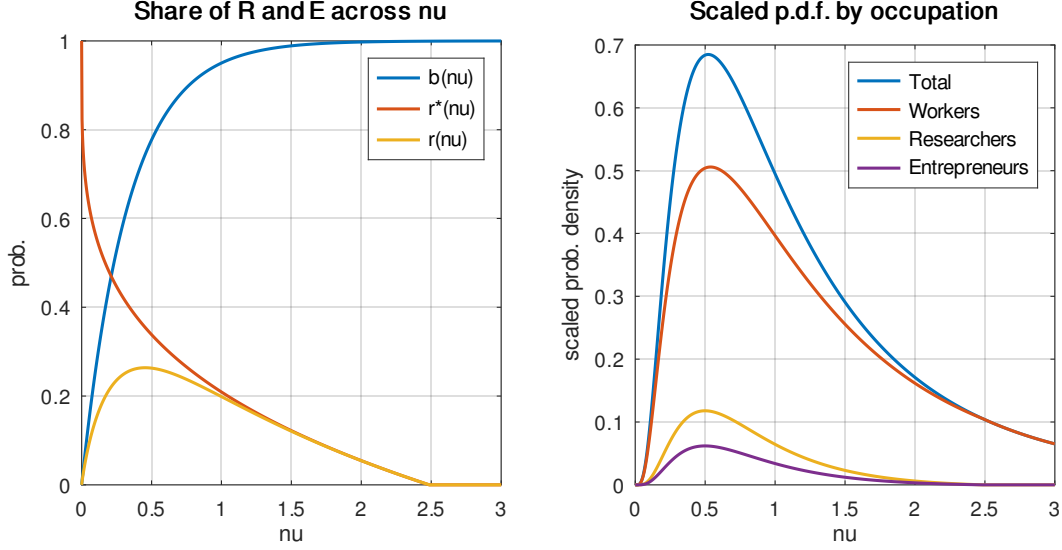 Share of R and E across nu
1
0.8
0.6
0.4
0.2
0
prob.
b(nu)
r*(nu)
r(nu)
0 0.5 1 1.5 2 2.5 3
nu
Scaled p.d.f. by occupation
0.7
0.6
0.5
0.4
0.3
0.2
0.1
0
scaled prob. density
Total
Workers
Researchers
Entrepreneurs
0 0.5 1 1.5 2 2.5 3
nu